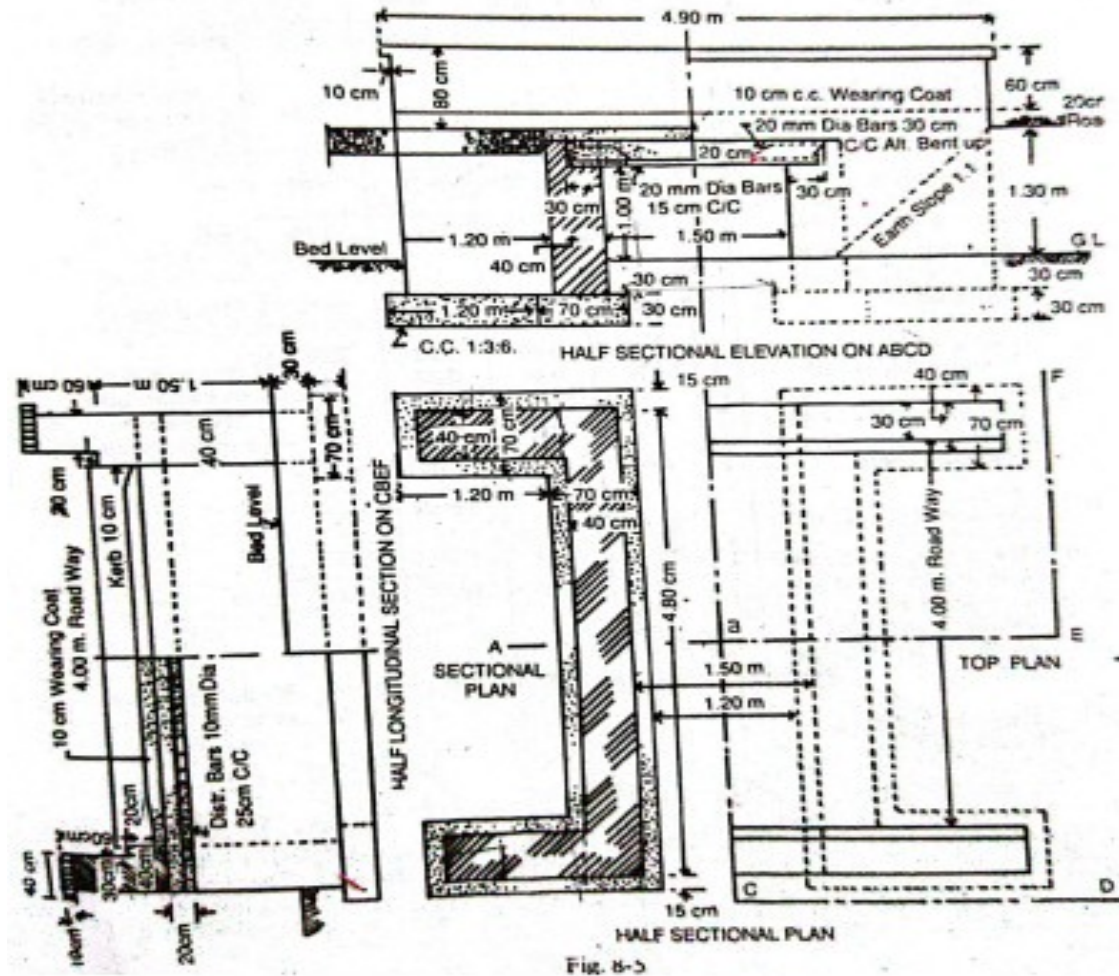 4.90 m
10 cm
80 cm
60 cm
10 cm c.c. Wearing Coat
20 mm Dia Bars 30 cm
C/C Alt. Bent up
20 cm
20 mm Dia Bars
15 cm C/C
30 cm
1.00 m
30 cm
1.30 m
Earth Slope 1:1
Bed Level
1.20 m
40 cm
1.50 m
G.L.
30 cm
30 cm
30 cm
30 cm
1.20 m
70 cm
C.C. 1:3:6.
HALF SECTIONAL ELEVATION ON ABCD
60 cm
1.50 m
30 cm
40 cm
70 cm
10 cm
Kerb
Bed Level
10 cm Wearing Coat
4.00 m. Road Way
Distr. Bars 10mm Dia
25cm C/C
20cm
40 cm
30cm
40cm
20cm
HALF LONGITUDINAL SECTION ON CBEF
15 cm
40 cm
70 cm
1.20 m
70 cm
40 cm
4.80 cm
A
SECTIONAL
PLAN
15 cm
HALF SECTIONAL PLAN
40 cm
F
30 cm
70 cm
4.00 m. Road Way
B
E
TOP PLAN
1.50 m.
1.20 m.
C
D
Fig. 8-5